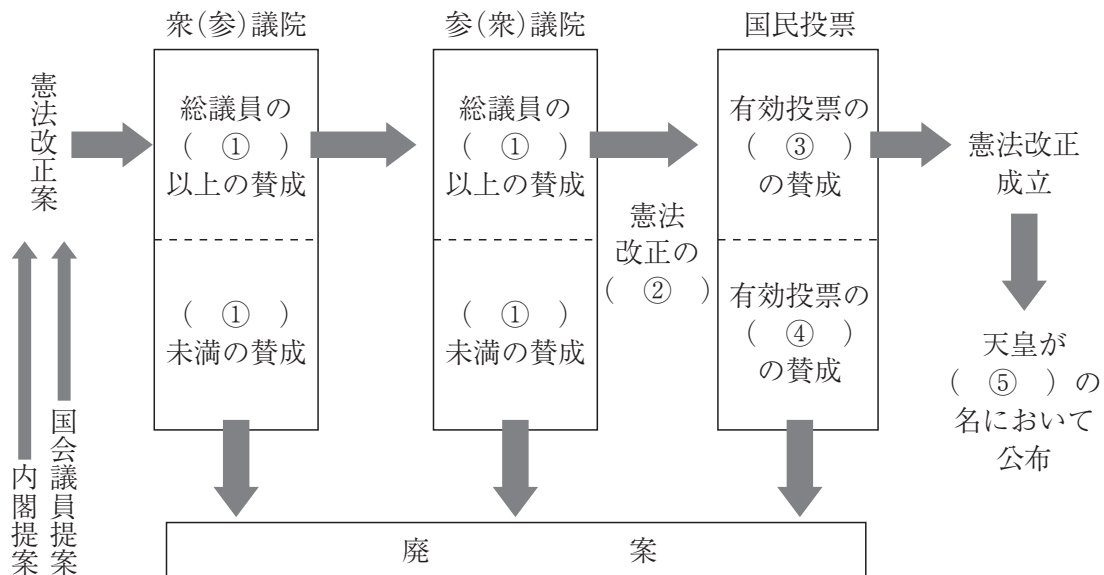 衆(参)議院
参(衆)議院
国民投票
憲法改正案
総議員の
( ① )
以上の賛成
( ① )
未満の賛成
総議員の
( ① )
以上の賛成
( ① )
未満の賛成
憲法
改正の
( ② )
有効投票の
( ③ )
の賛成
有効投票の
( ④ )
の賛成
憲法改正
成立
天皇が
( ⑤ )の
名において
公布
内閣提案
国会議員提案
廃案